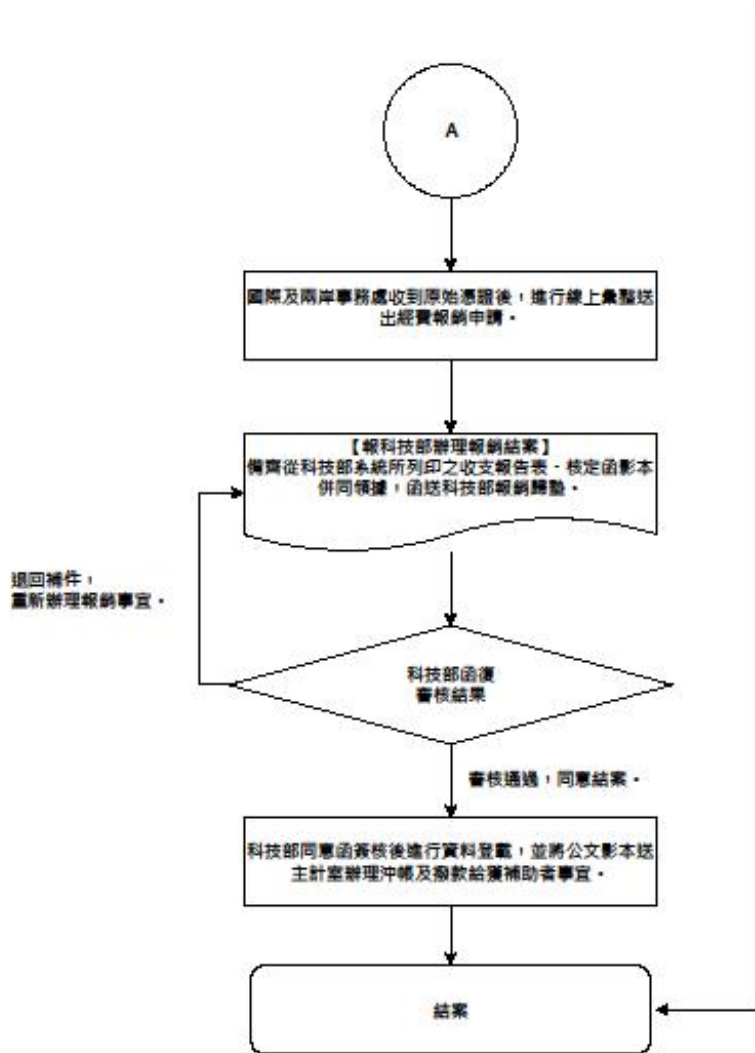 A
國際及兩岸事務處收到原始憑證後，進行線上彙整送
出經費報銷申請。
【報科技部辦理報銷結案】
備齊從科技部系統所列印之收支報告表、核定函影本
併同領據，函送科技部報銷歸墊。
退回補件，
重新辦理報銷事宜。
科技部函復
審核結果
審核通過，同意結案。
科技部同意函簽核後進行資料登載，並將公文影本送
主計室辦理沖帳及撥款給獲補助者事宜。
結案